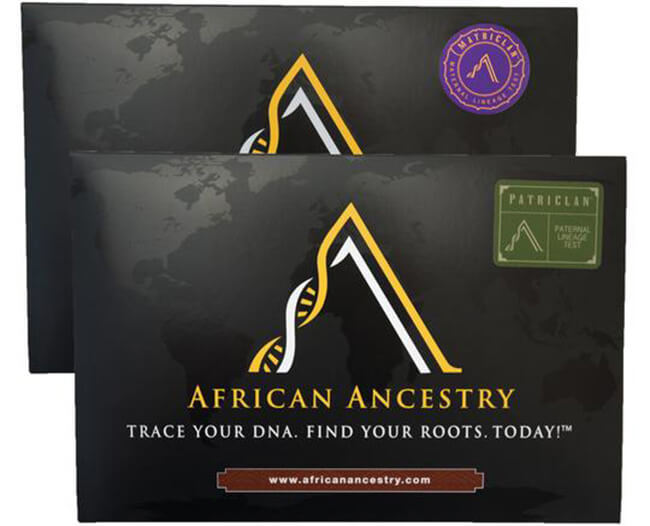 MATRICLAN
MATERNAL LINEAGE TEST
PATRICLAN
PATERNAL
LINEAGE
TEST
AFRICAN ANCESTRY
TRACE YOUR DNA. FIND YOUR ROOTS. TODAY!™
www.africanancestry.com